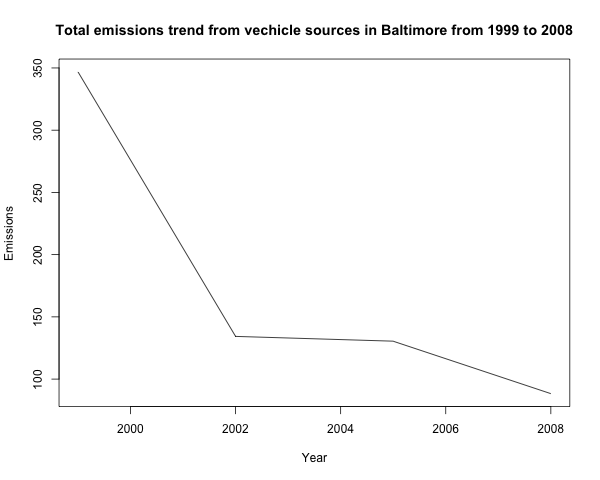 Total emissions trend from vechicle sources in Baltimore from 1999 to 2008
350
300
250
200
150
100
Emissions
2000 2002 2004 2006 2008
Year